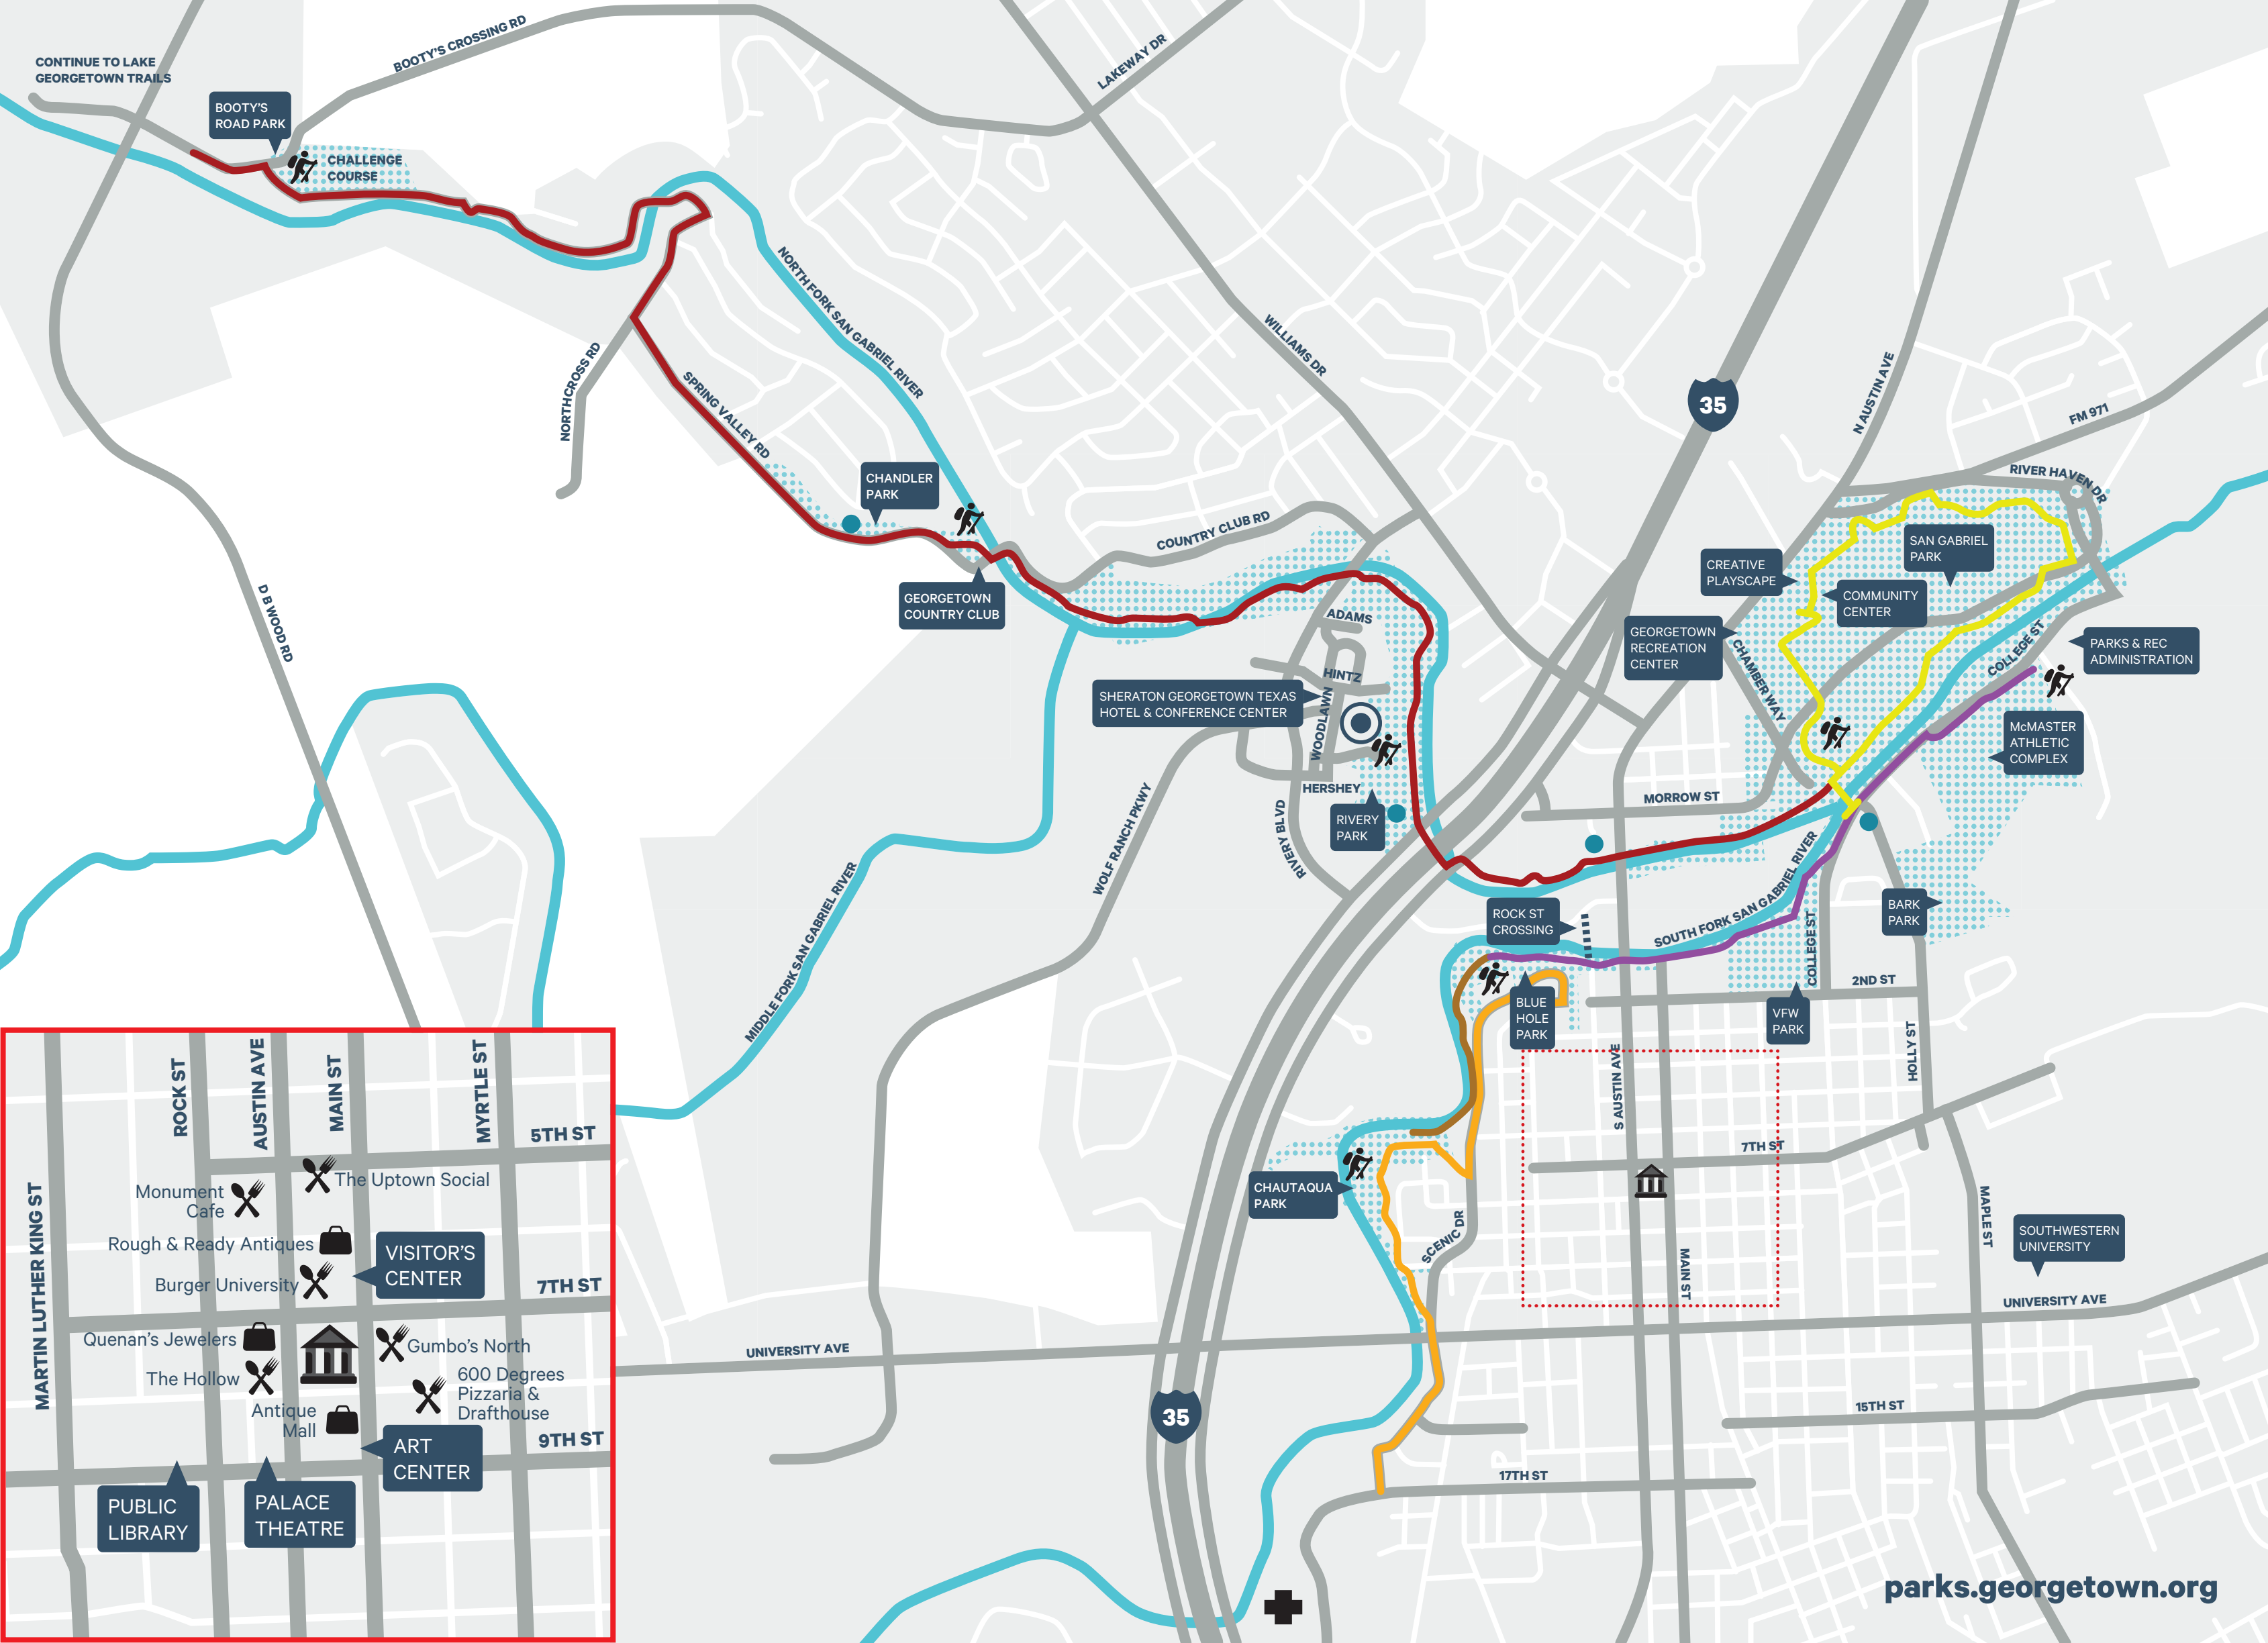 CONTINUE TO LAKE
GEORGETOWN TRAILS
BOOTY'S CROSSING RD
LAKEWAY DR
BOOTY'S
ROAD PARK
CHALLENGE
COURSE
NORTH FORK SAN GABRIEL RIVER
WILLIAMS DR
NORTHCROSS RD
SPRING VALLEY RD
35
N AUSTIN AVE
FM 971
RIVER HAVEN DR
CHANDLER
PARK
COUNTRY CLUB RD
SAN GABRIEL
PARK
CREATIVE
PLAYSCAPE
COMMUNITY
CENTER
GEORGETOWN
COUNTRY CLUB
D B WOOD RD
ADAMS
GEORGETOWN
RECREATION
CENTER
CHAMBER WAY
COLLEGE ST
PARKS & REC
ADMINISTRATION
HINTZ
SHERATON GEORGETOWN TEXAS
HOTEL & CONFERENCE CENTER
WOODLAWN
McMASTER
ATHLETIC
COMPLEX
HERSHEY
RIVERY
PARK
RIVERY BLVD
WOLF RANCH PKWY
MORROW ST
MIDDLE FORK SAN GABRIEL RIVER
ROCK ST
CROSSING
SOUTH FORK SAN GABRIEL RIVER
BARK
PARK
COLLEGE ST
2ND ST
BLUE
HOLE
PARK
VFW
PARK
HOLLY ST
S AUSTIN AVE
7TH ST
CHAUTAQUA
PARK
SCENIC DR
MAIN ST
MAPLE ST
SOUTHWESTERN
UNIVERSITY
UNIVERSITY AVE
UNIVERSITY AVE
35
15TH ST
17TH ST
ROCK ST
AUSTIN AVE
MAIN ST
MYRTLE ST
5TH ST
The Uptown Social
Monument
Cafe
MARTIN LUTHER KING ST
Rough & Ready Antiques
VISITOR'S
CENTER
Burger University
7TH ST
Quenan's Jewelers
Gumbo's North
The Hollow
600 Degrees
Pizzaria &
Drafthouse
Antique
Mall
9TH ST
ART
CENTER
PUBLIC
LIBRARY
PALACE
THEATRE
parks.georgetown.org